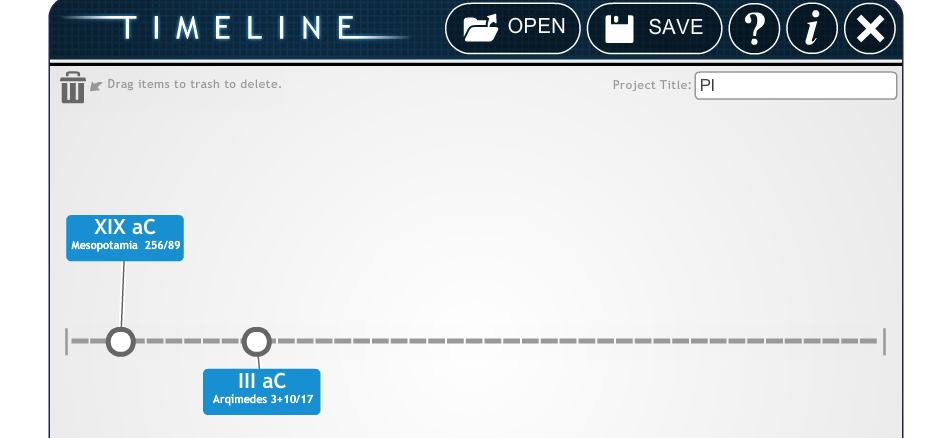 TIMELINE
OPEN
SAVE
?
i
Drag items to trash to delete.
Project Title: PI
XIX aC
Mesopotamia 256/89
III aC
Arqímedes 3+10/17